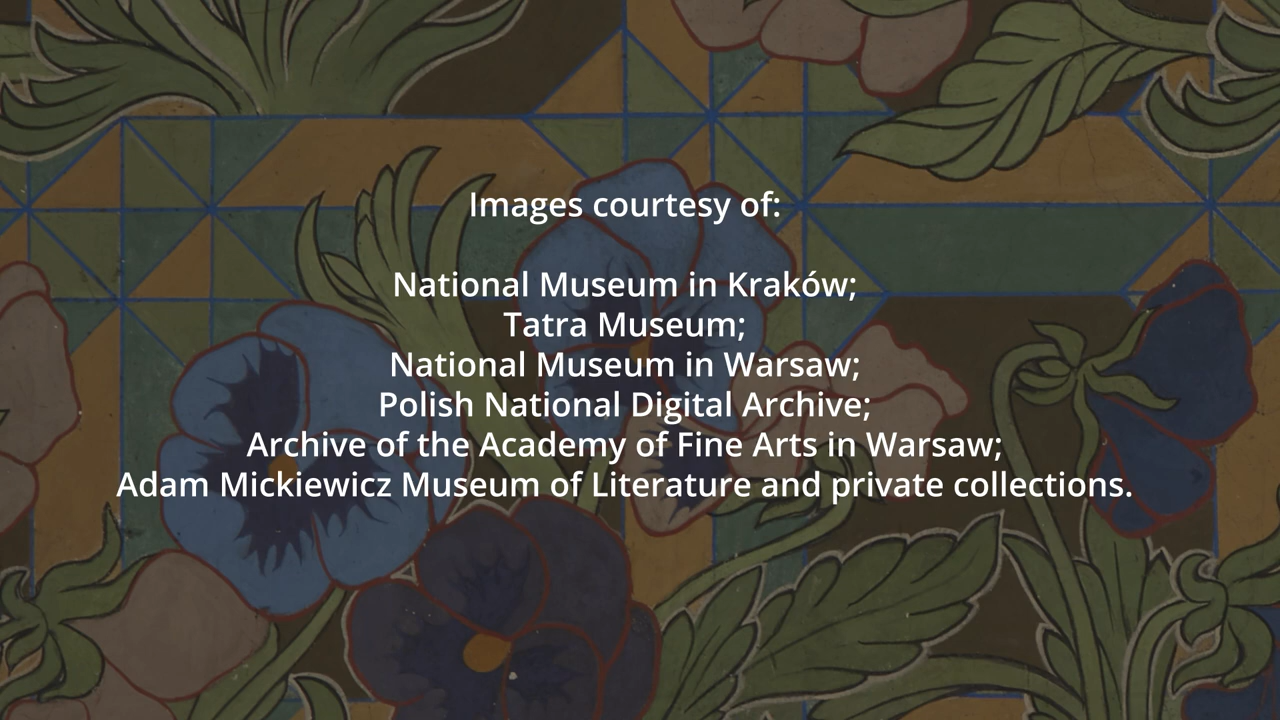 Images courtesy of:
National Museum in Kraków;
Tatra Museum;
National Museum in Warsaw;
Polish National Digital Archive;
Archive of the Academy of Fine Arts in Warsaw;
Adam Mickiewicz Museum of Literature and private collections.